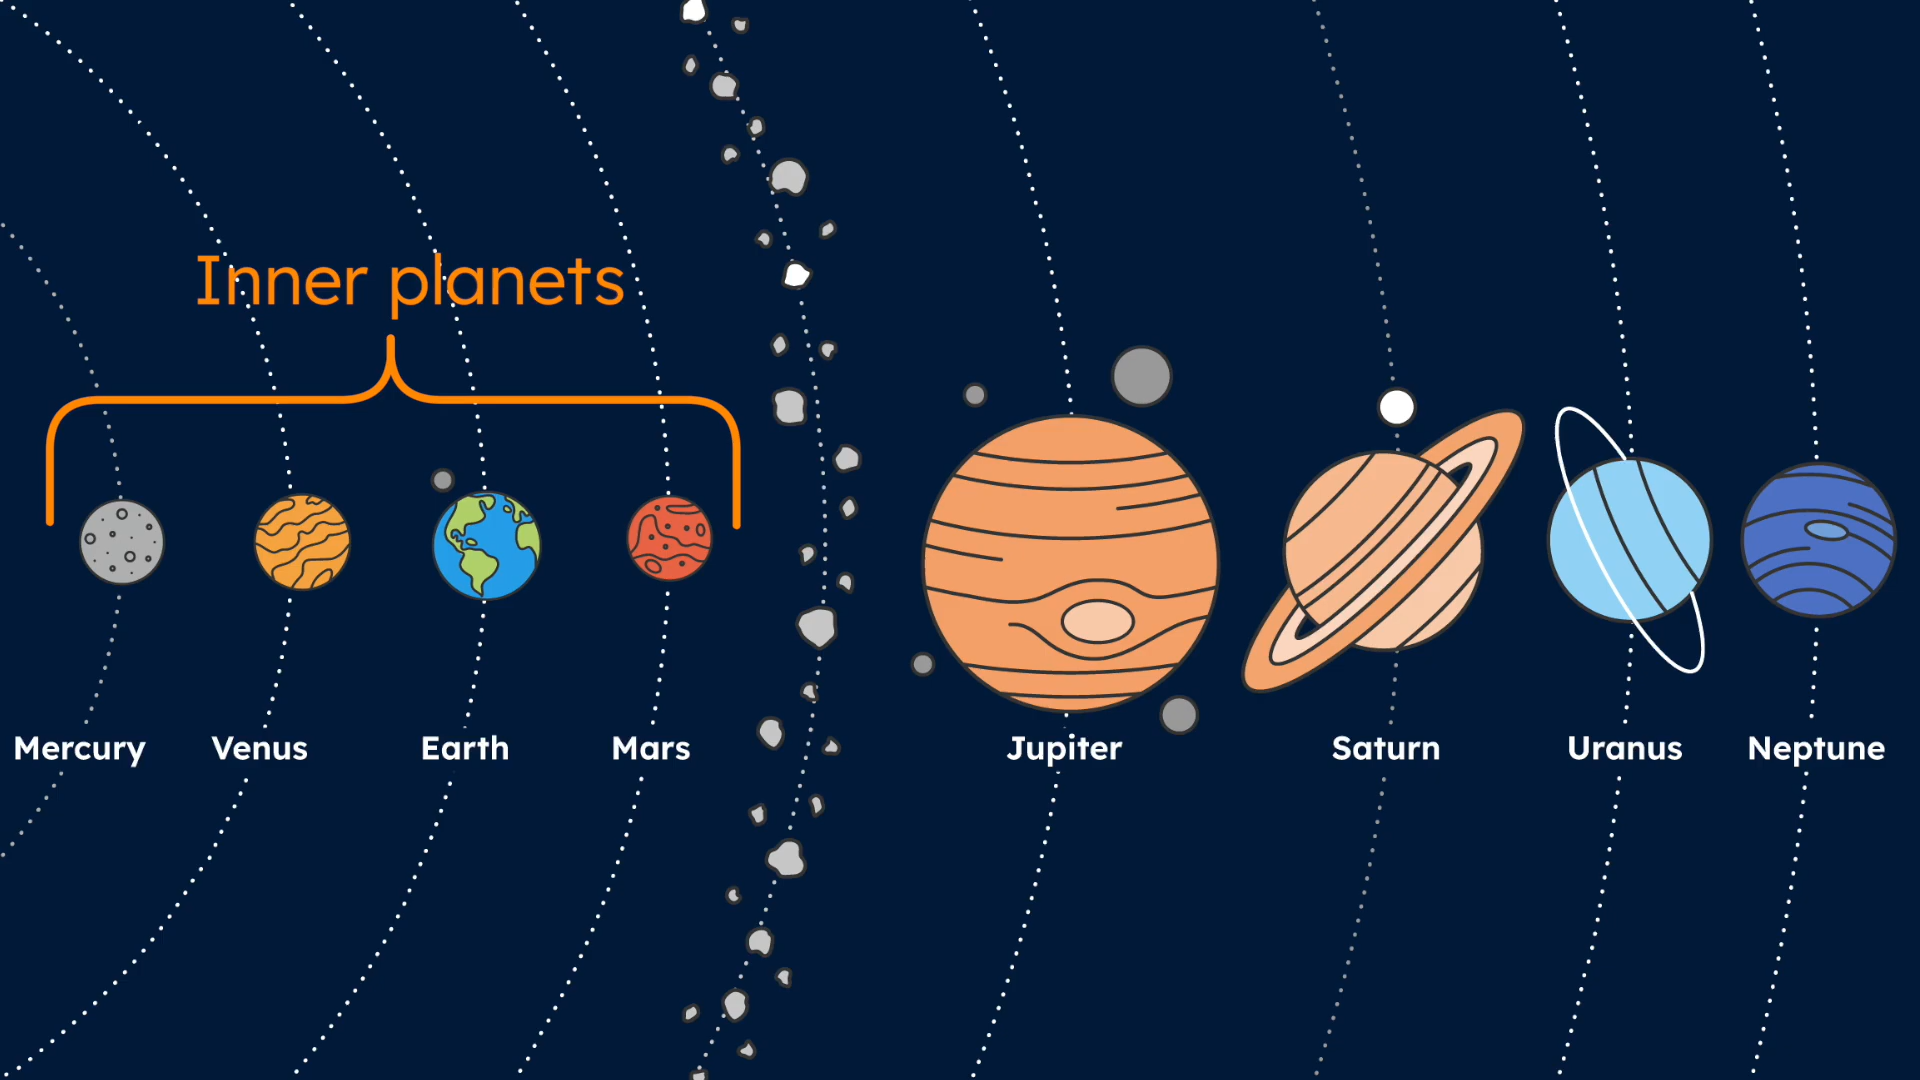 Inner planets
Mercury
Venus
Earth
Mars
Jupiter
Saturn
Uranus
Neptune